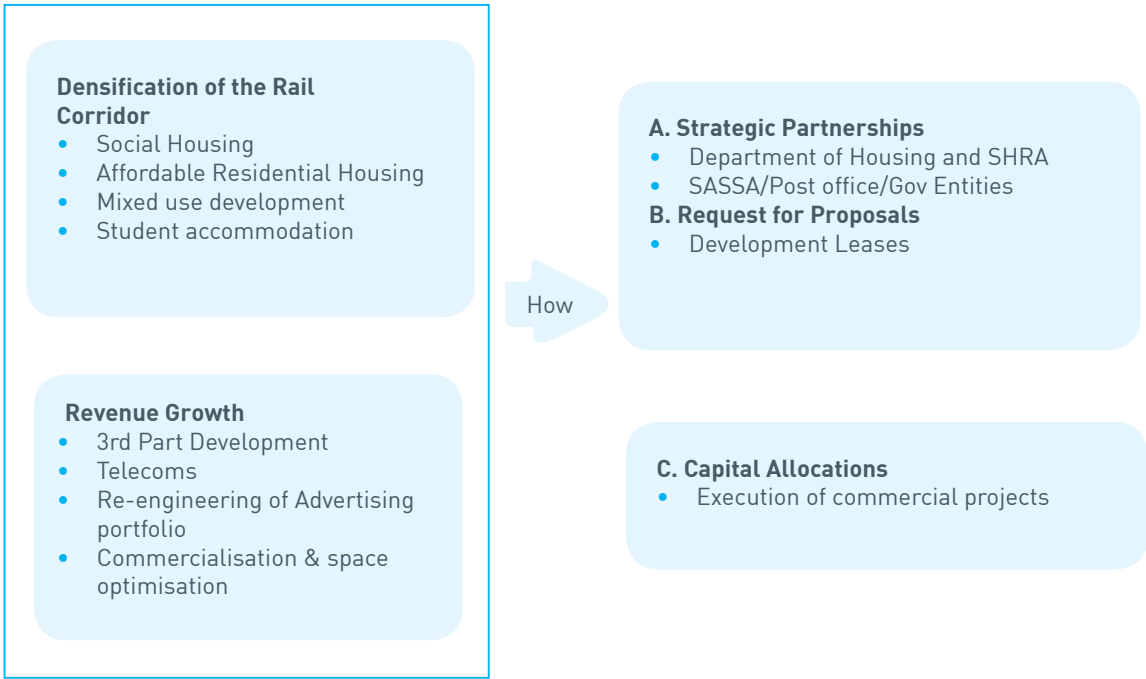 Densification of the Rail
Corridor
• Social Housing
• Affordable Residential Housing
• Mixed use development
• Student accommodation
Revenue Growth
• 3rd Part Development
• Telecoms
• Re-engineering of Advertising
portfolio
• Commercialisation & space
optimisation
How
A. Strategic Partnerships
• Department of Housing and SHRA
• SASSA/Post office/Gov Entities
B. Request for Proposals
• Development Leases
C. Capital Allocations
• Execution of commercial projects